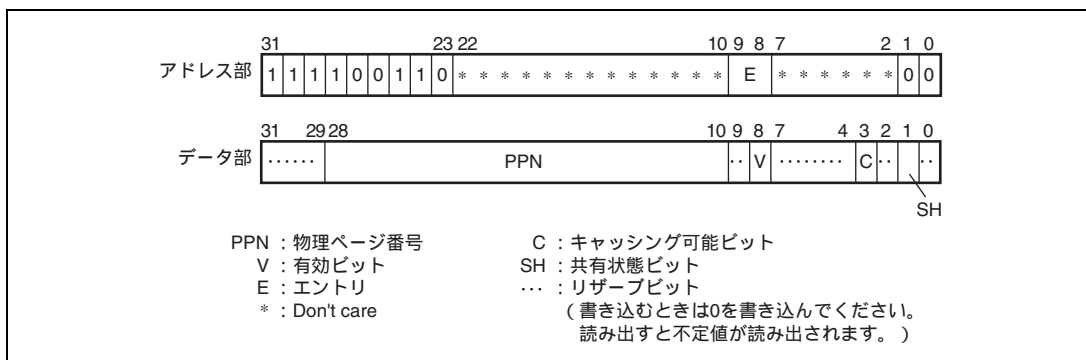 31 23 22 10 9 8 7 2 1 0
アドレス部 1 1 1 1 0 0 1 1 0 * * * * * * * * * * * * * E * * * * * * 0 0
31 29 28 10 9 8 7 4 3 2 1 0
データ部 ······ PPN ·· V ········ C ·· ··
SH
PPN :物理ページ番号 C :キャッシング可能ビット
V :有効ビット SH :共有状態ビット
E :エントリ ··· :リザーブビット
* :Don't care (書き込むときは0を書き込んでください。
読み出すと不定値が読み出されます。)